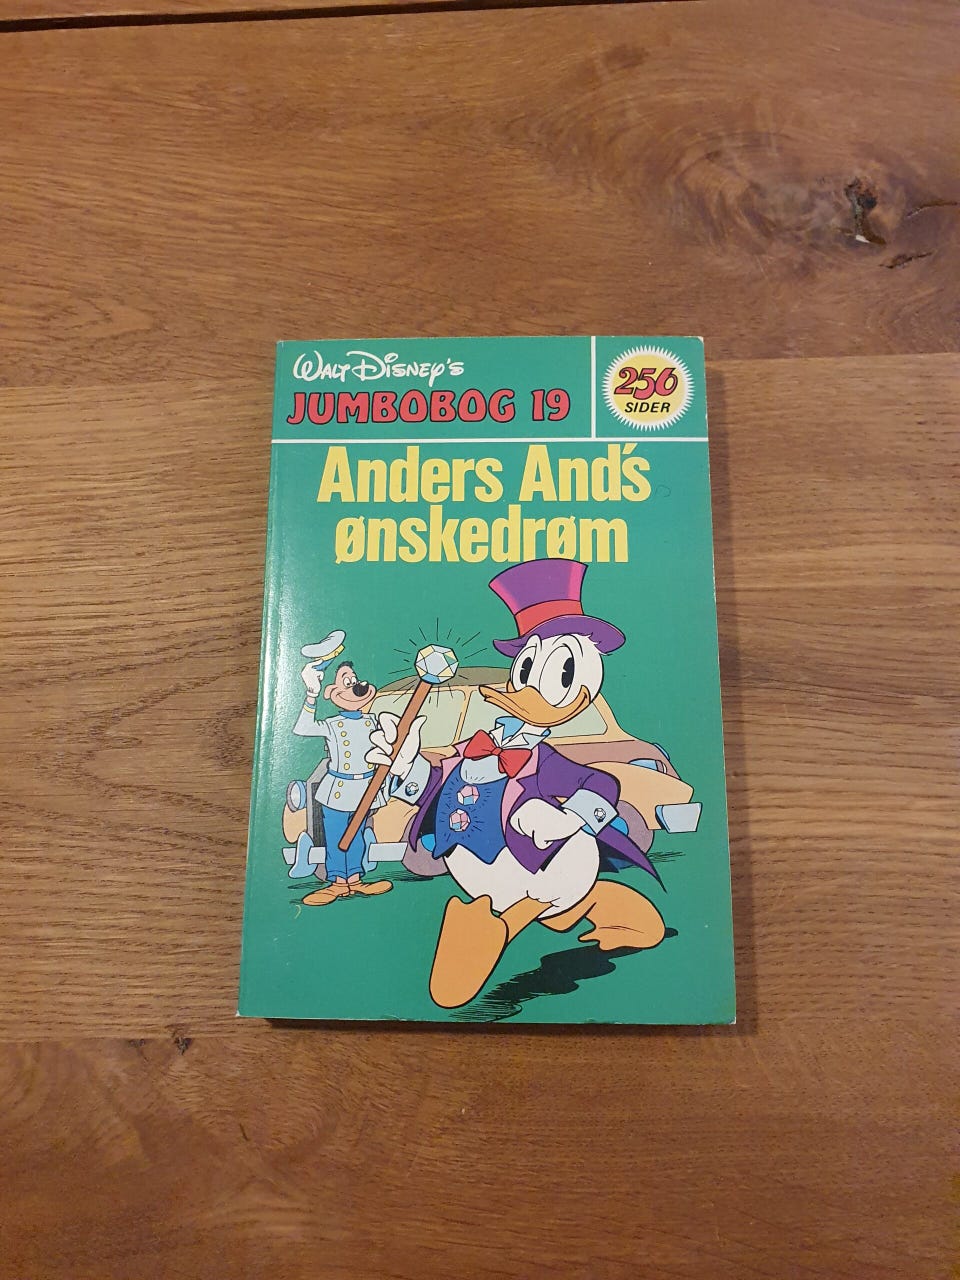 Walt Disney's
JUMBOBOG 19
256
SIDER
Anders And's
ønskedrøm